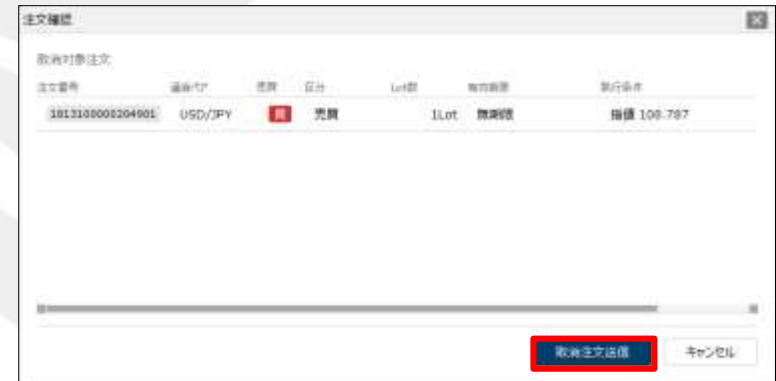 注文確認
取消対象注文
注文番号 通貨ペア 売買 区分 Lot数 有効期限 執行条件
1013100000204901 USD/JPY 買 売買 1Lot 無期限 指値 108.787
取消注文送信 キャンセル